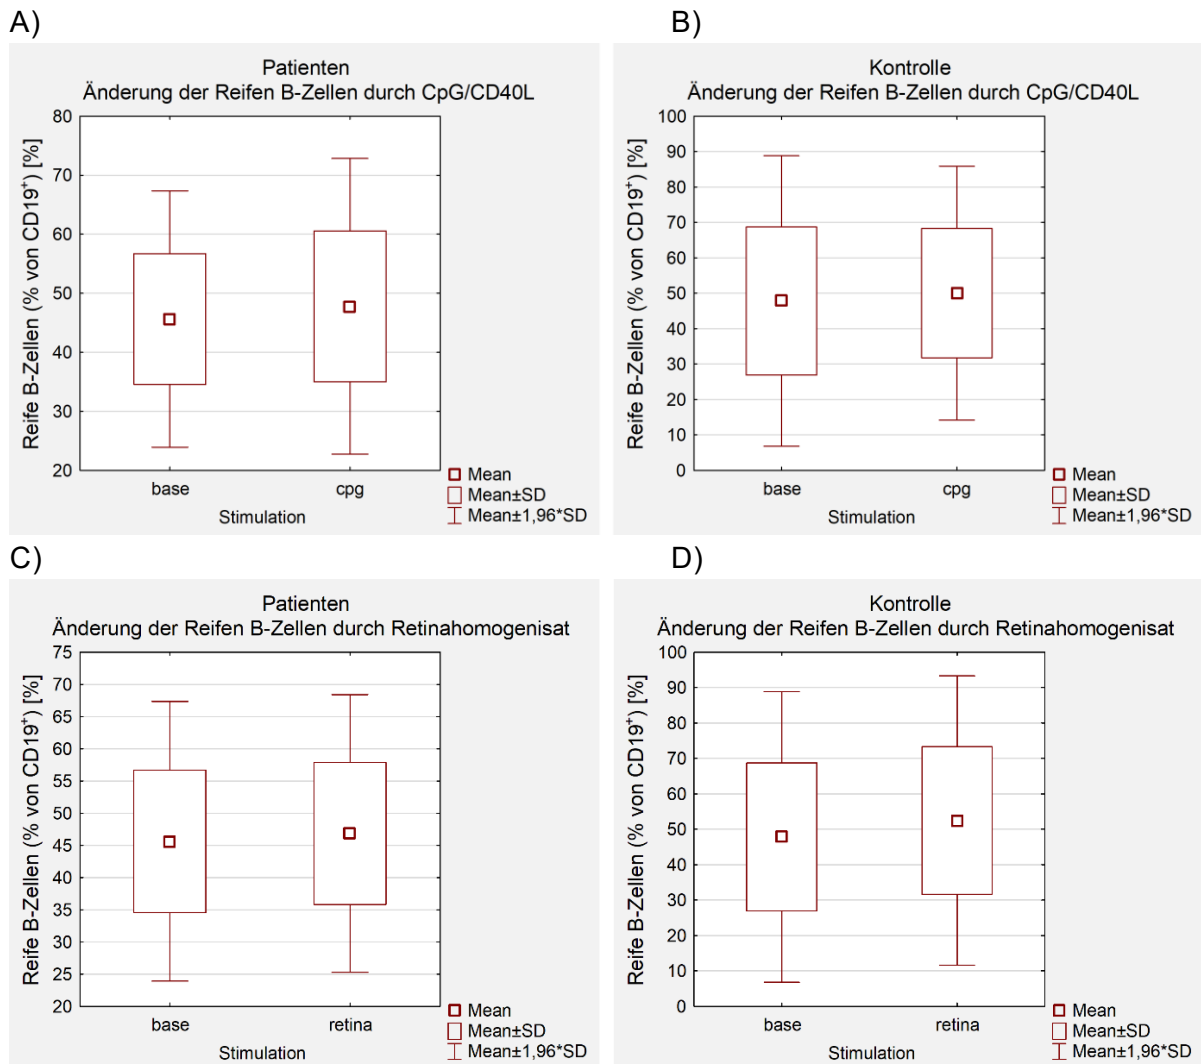 A)
Patienten
Änderung der Reifen B-Zellen durch CpG/CD40L
Reife B-Zellen (% von CD19⁺) [%]
80
70
60
50
40
30
20
base
cpg
Stimulation
Mean
Mean±SD
Mean±1,96*SD
B)
Kontrolle
Änderung der Reifen B-Zellen durch CpG/CD40L
Reife B-Zellen (% von CD19⁺) [%]
100
90
80
70
60
50
40
30
20
10
0
base
cpg
Stimulation
Mean
Mean±SD
Mean±1,96*SD
C)
Patienten
Änderung der Reifen B-Zellen durch Retinahomogenisat
Reife B-Zellen (% von CD19⁺) [%]
75
70
65
60
55
50
45
40
35
30
25
20
base
retina
Stimulation
Mean
Mean±SD
Mean±1,96*SD
D)
Kontrolle
Änderung der Reifen B-Zellen durch Retinahomogenisat
Reife B-Zellen (% von CD19⁺) [%]
100
90
80
70
60
50
40
30
20
10
0
base
retina
Stimulation
Mean
Mean±SD
Mean±1,96*SD